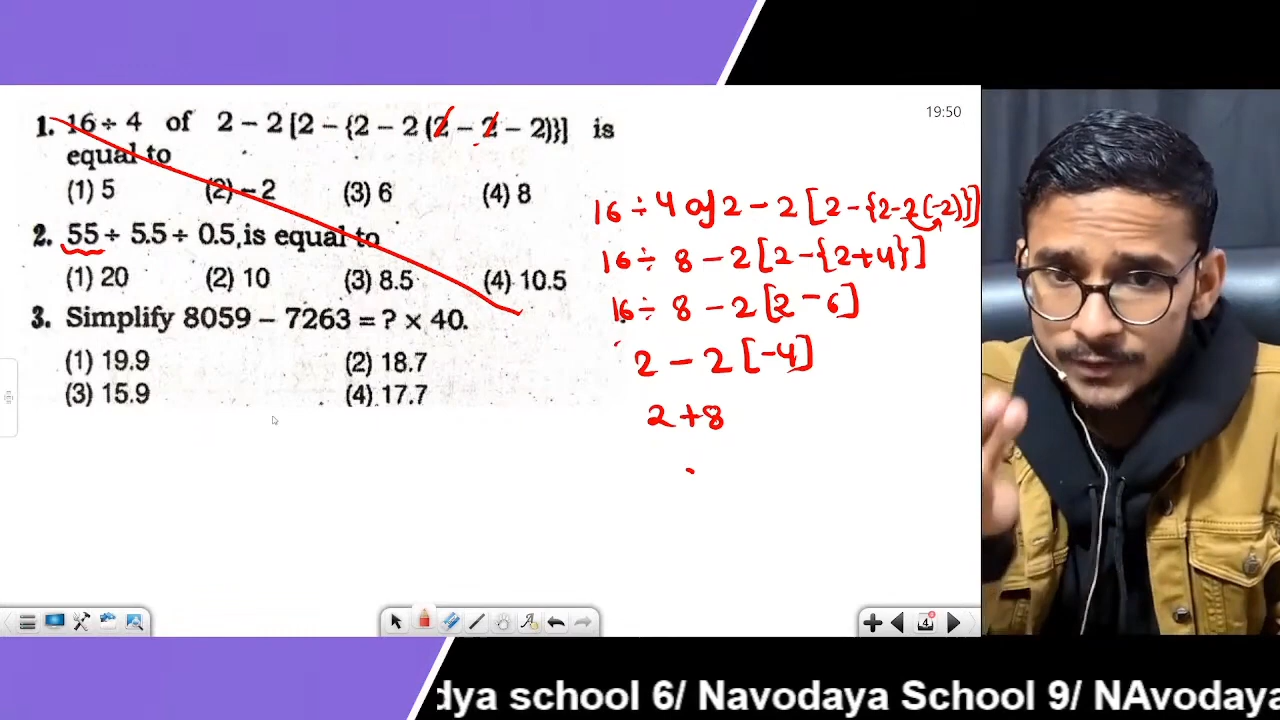 19:50
1. 16 ÷ 4 of 2 – 2 [2 – {2 – 2 (2 – 2 – 2)}] is
equal to
(1) 5 (2) – 2 (3) 6 (4) 8
2. 55 ÷ 5.5 ÷ 0.5, is equal to
(1) 20 (2) 10 (3) 8.5 (4) 10.5
3. Simplify 8059 – 7263 = ? × 40.
(1) 19.9 (2) 18.7
(3) 15.9 (4) 17.7
16 ÷ 4 of 2 – 2 [2 – {2 – 2 (–2)}]
16 ÷ 8 – 2 [2 – {2 + 4}]
16 ÷ 8 – 2 [2 – 6]
2 – 2 [–4]
2 + 8
4
dya school 6/ Navodaya School 9/ NAvodaya